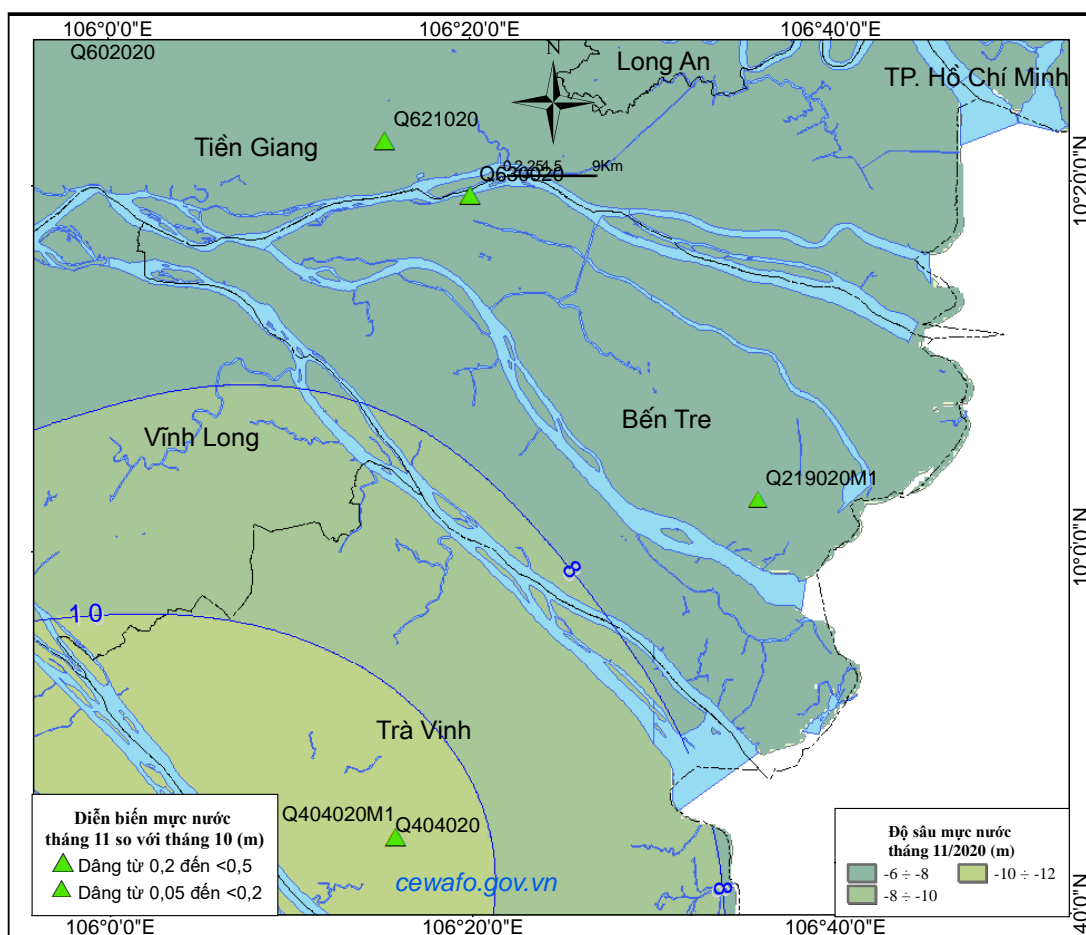 106°0'0"E
106°20'0"E
106°40'0"E
Q602020
N
Long An
TP. Hồ Chí Minh
Q621020
Tiền Giang
9Km
Q630020
10°20'0"N
Bến Tre
Vĩnh Long
Q219020M1
8
10°0'0"N
10
Trà Vinh
Q404020M1
Q404020
cewafo.gov.vn
8
Diễn biến mực nước
tháng 11 so với tháng 10 (m)
Dâng từ 0,2 đến <0,5
Dâng từ 0,05 đến <0,2
Độ sâu mực nước
tháng 11/2020 (m)
-6 ÷ -8
-10 ÷ -12
-8 ÷ -10
106°0'0"E
106°20'0"E
106°40'0"E